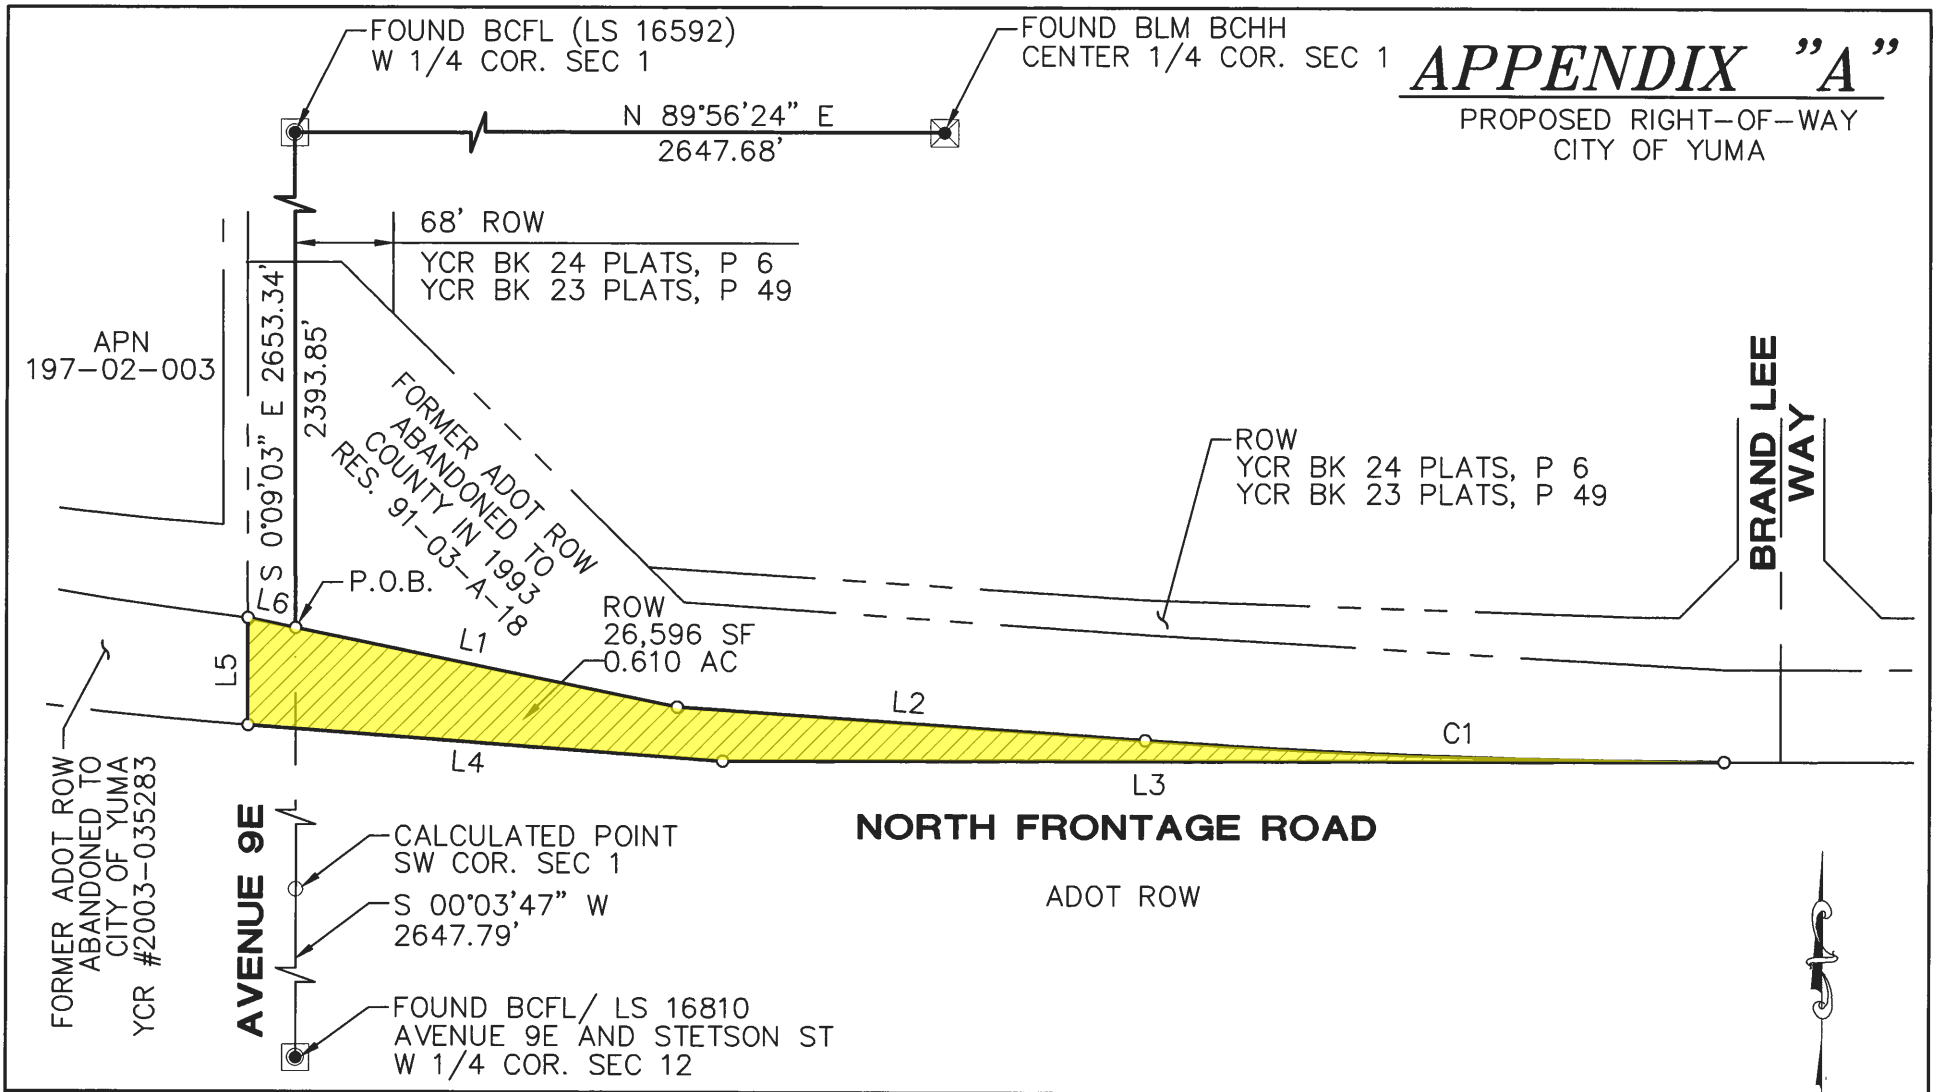 FOUND BCFL (LS 16592)
W 1/4 COR. SEC 1
FOUND BLM BCHH
CENTER 1/4 COR. SEC 1
APPENDIX "A"
PROPOSED RIGHT-OF-WAY
CITY OF YUMA
N 89°56'24" E
2647.68'
68' ROW
YCR BK 24 PLATS, P 6
YCR BK 23 PLATS, P 49
APN
197-02-003
S 0°09'03" E 2653.34'
2393.85'
FORMER ADOT ROW
ABANDONED TO
COUNTY IN 1993
RES. 91-03-A-18
ROW
YCR BK 24 PLATS, P 6
YCR BK 23 PLATS, P 49
BRAND LEE
WAY
P.O.B.
L6
L1
ROW
26,596 SF
0.610 AC
L5
L2
C1
L4
L3
NORTH FRONTAGE ROAD
ADOT ROW
FORMER ADOT ROW
ABANDONED TO
CITY OF YUMA
YCR #2003-035283
AVENUE 9E
CALCULATED POINT
SW COR. SEC 1
S 00°03'47" W
2647.79'
FOUND BCFL/ LS 16810
AVENUE 9E AND STETSON ST
W 1/4 COR. SEC 12